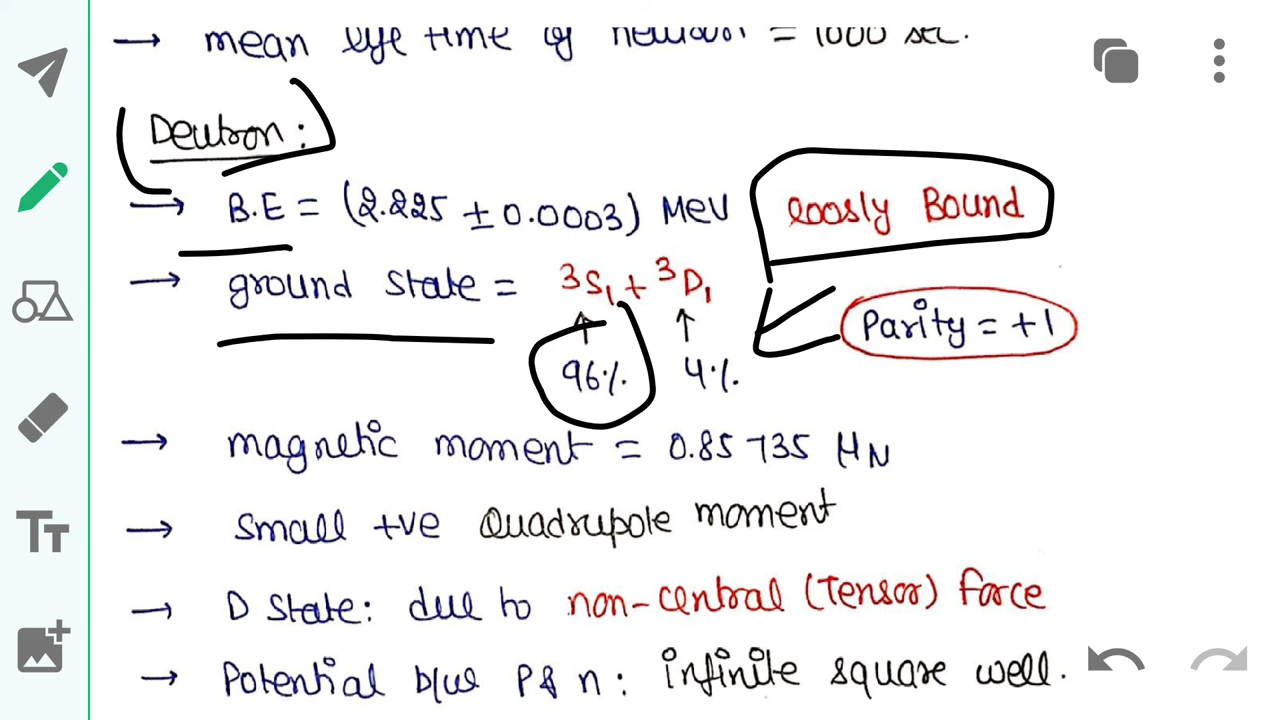 → mean life time of neutron = 1000 sec.
Deutron:
→ B.E = (2.225 ± 0.0003) MeV loosly Bound
→ ground state = ³S₁ + ³D₁
↑ ↑ Parity = +1
96% 4%.
→ magnetic moment = 0.85735 μN
→ Small +ve Quadrupole moment
→ D State: due to non-central (Tensor) force
→ Potential b/w P & n: infinite square well.
TT